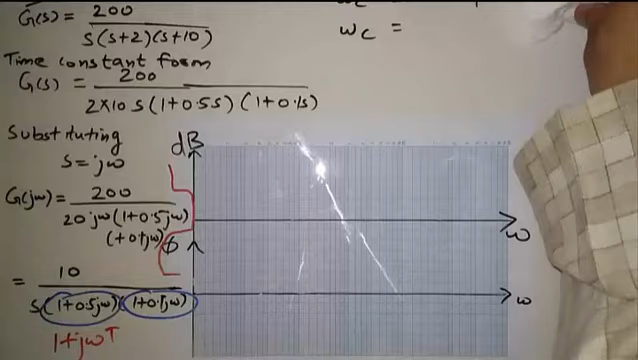 G(s) = 200
s(s+2)(s+10)
ωc =
Time constant form
G(s) = 200
2×10 s(1+0.5s)(1+0.1s)
Substituting
s = jω
G(jω) = 200
20 jω(1+0.5jω)
(1+0.1jω)
= 10
s(1+0.5jω)(1+0.1jω)
1+jωT
dB
ω
ϕ
ω